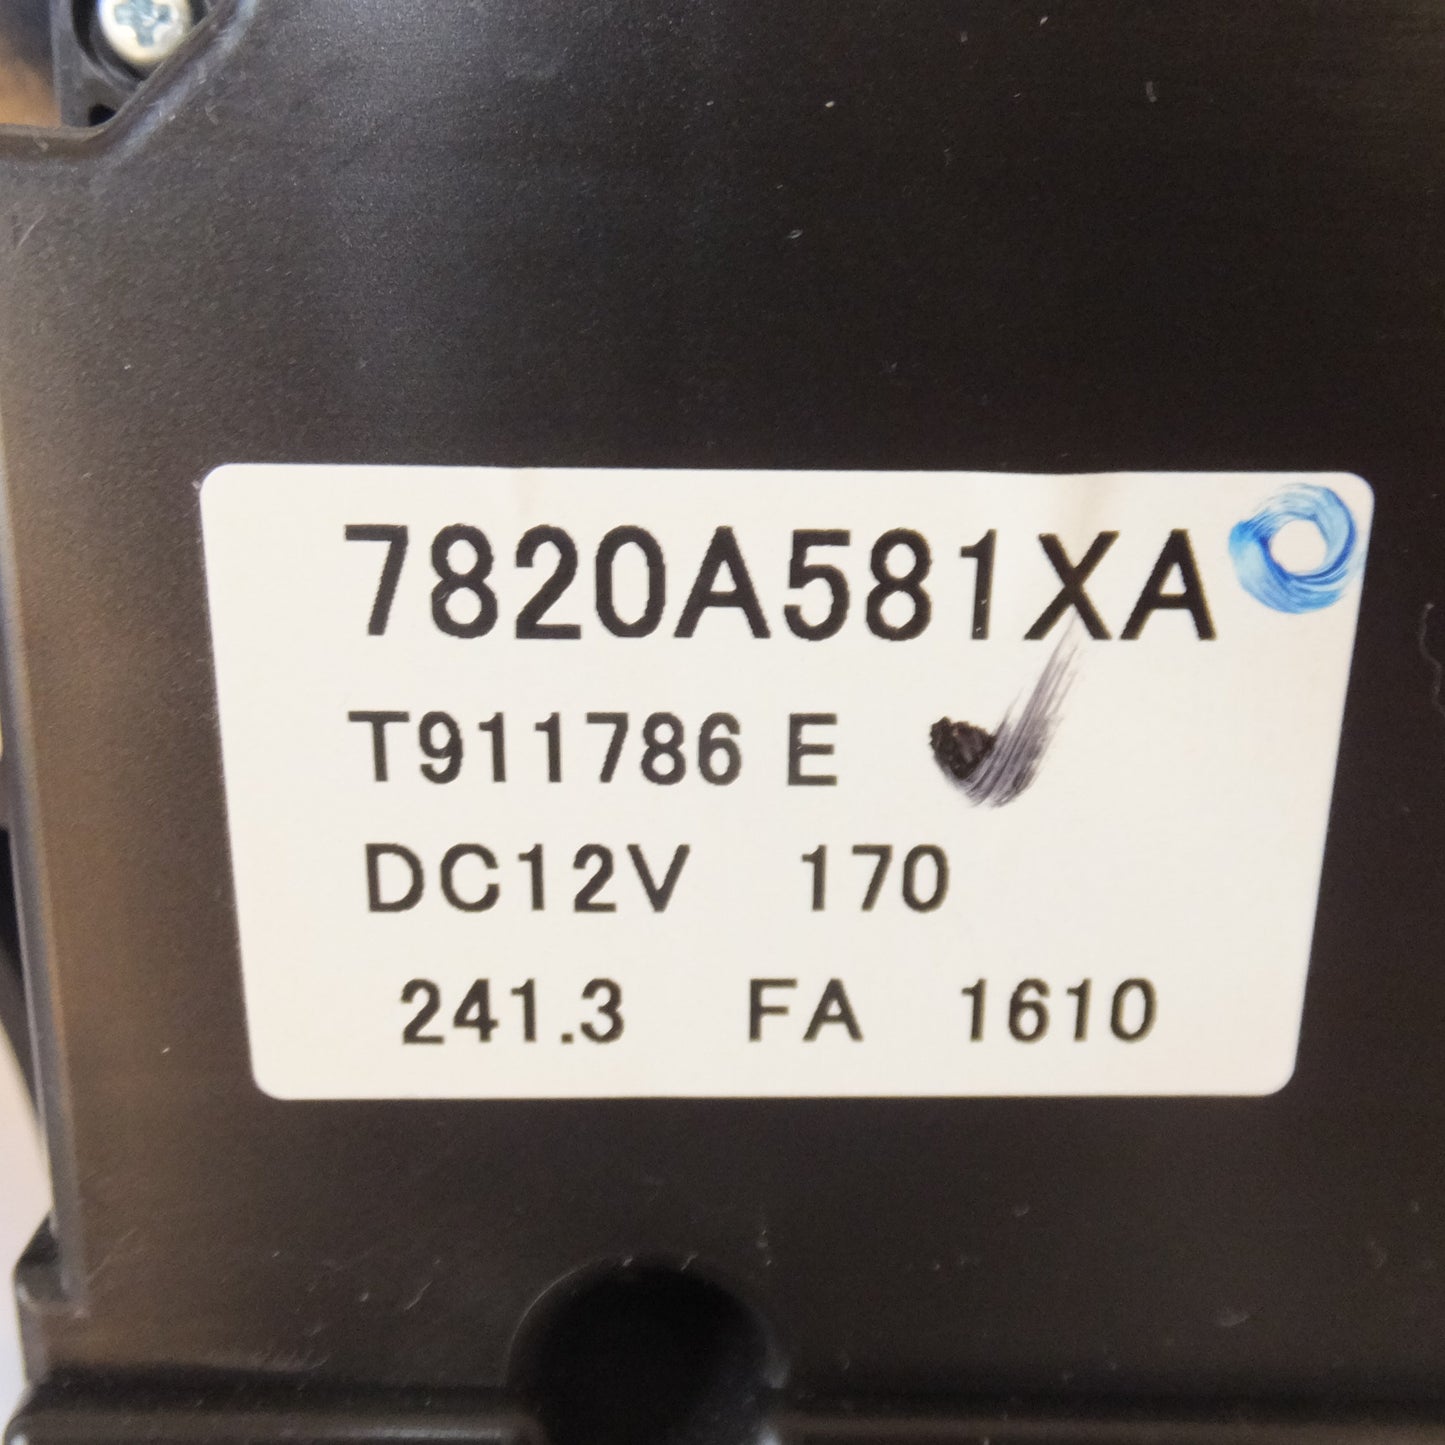 7820A581XA
T911786 E
DC12V 170
241.3 FA 1610